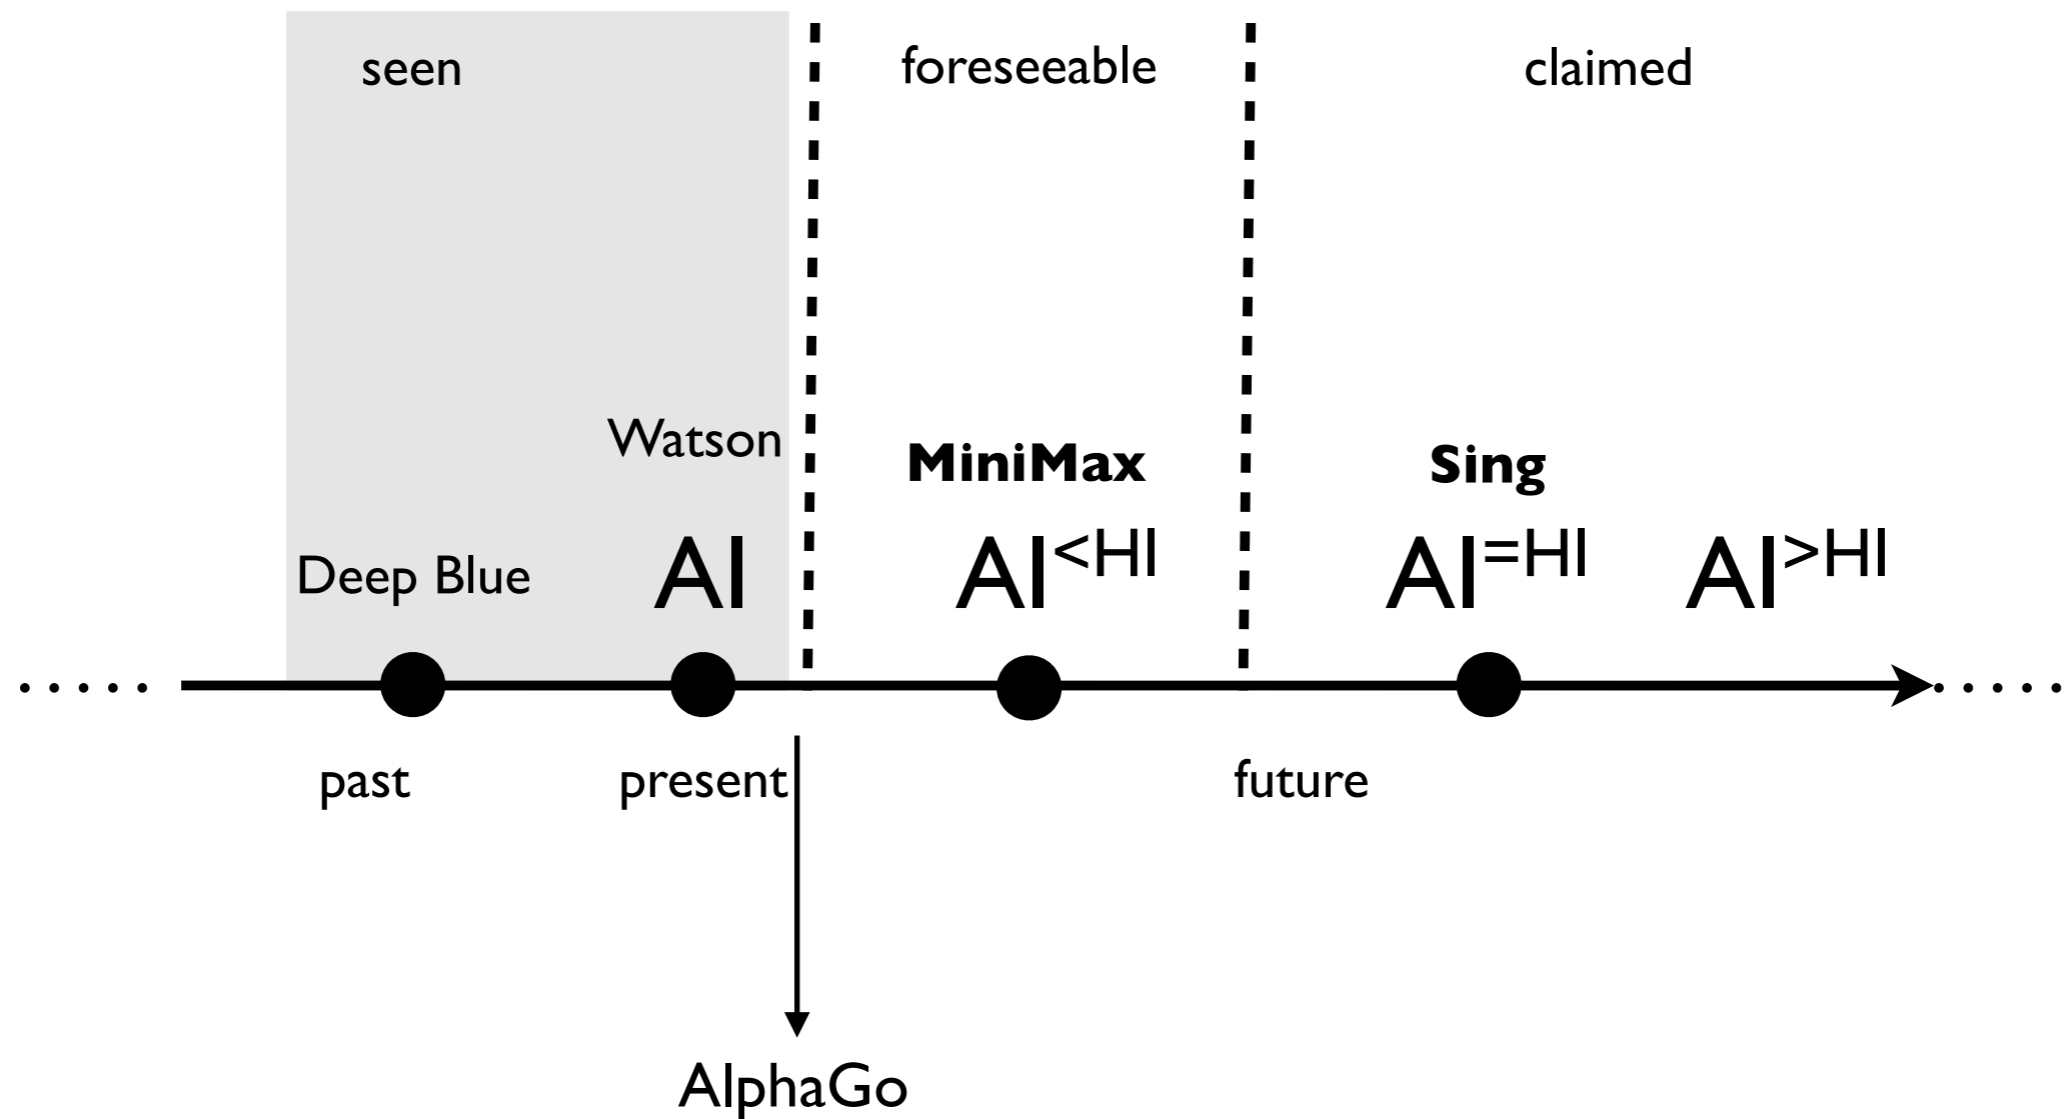 seen
foreseeable
claimed
Watson
MiniMax
Sing
Deep Blue
AI
AI<HI
AI=HI
AI>HI
past
present
future
AlphaGo